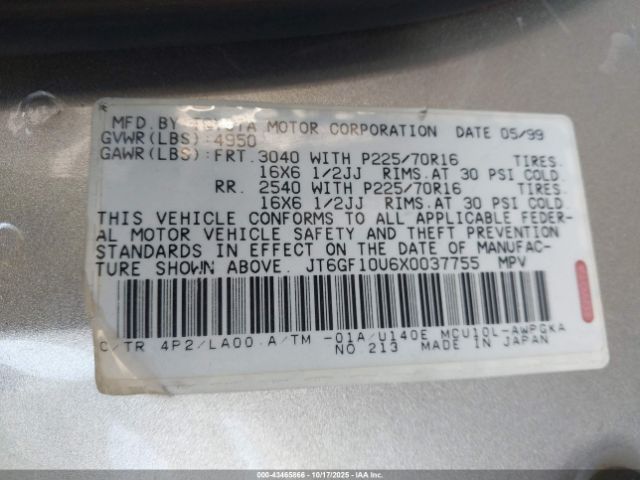 MFD.BY TOYOTA MOTOR CORPORATION DATE 05/99
GVWR(LBS):4950
GAWR(LBS):FRT.3040 WITH P225/70R16 TIRES.
16X6 1/2JJ RIMS.AT 30 PSI COLD.
RR. 2540 WITH P225/70R16 TIRES.
16X6 1/2JJ RIMS.AT 30 PSI COLD.
THIS VEHICLE CONFORMS TO ALL APPLICABLE FEDER-
AL MOTOR VEHICLE SAFETY AND THEFT PREVENTION
STANDARDS IN EFFECT ON THE DATE OF MANUFAC-
TURE SHOWN ABOVE. JT6GF10U6X0037755 MPV
C/TR 4P2/LA00 A/TM -01A/U140E MCU10L-AWPGKA
NO 213 MADE IN JAPAN
000-43465866 10/17/2025 IAAI.COM